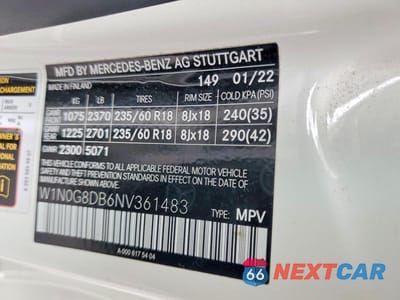 MFD BY MERCEDES-BENZ AG STUTTGART
MADE IN FINLAND 149 01/22
KG LB TIRES RIM SIZE COLD KPA(PSI)
1075 2370 235/60 R18 8Jx18 240(35)
1225 2701 235/60 R18 8Jx18 290(42)
GVWR 2300 5071
THIS VEHICLE CONFORMS TO ALL APPLICABLE FEDERAL MOTOR VEHICLE
SAFETY, BUMPER, AND THEFT PREVENTION STANDARDS IN EFFECT
ON THE DATE OF MANUFACTURE SHOWN ABOVE.
W1N0G8DB6NV361483 TYPE: MPV
A-000 817 54 04
66 NEXTCAR